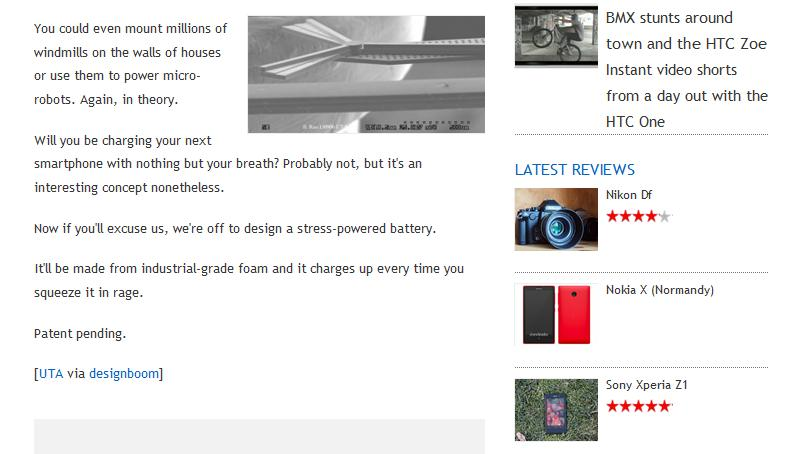 You could even mount millions of
windmills on the walls of houses
or use them to power micro-
robots. Again, in theory.
Will you be charging your next
smartphone with nothing but your breath? Probably not, but it's an
interesting concept nonetheless.
Now if you'll excuse us, we're off to design a stress-powered battery.
It'll be made from industrial-grade foam and it charges up every time you
squeeze it in rage.
Patent pending.
[UTA via designboom]
BMX stunts around
town and the HTC Zoe
Instant video shorts
from a day out with the
HTC One
LATEST REVIEWS
Nikon Df
Nokia X (Normandy)
Sony Xperia Z1